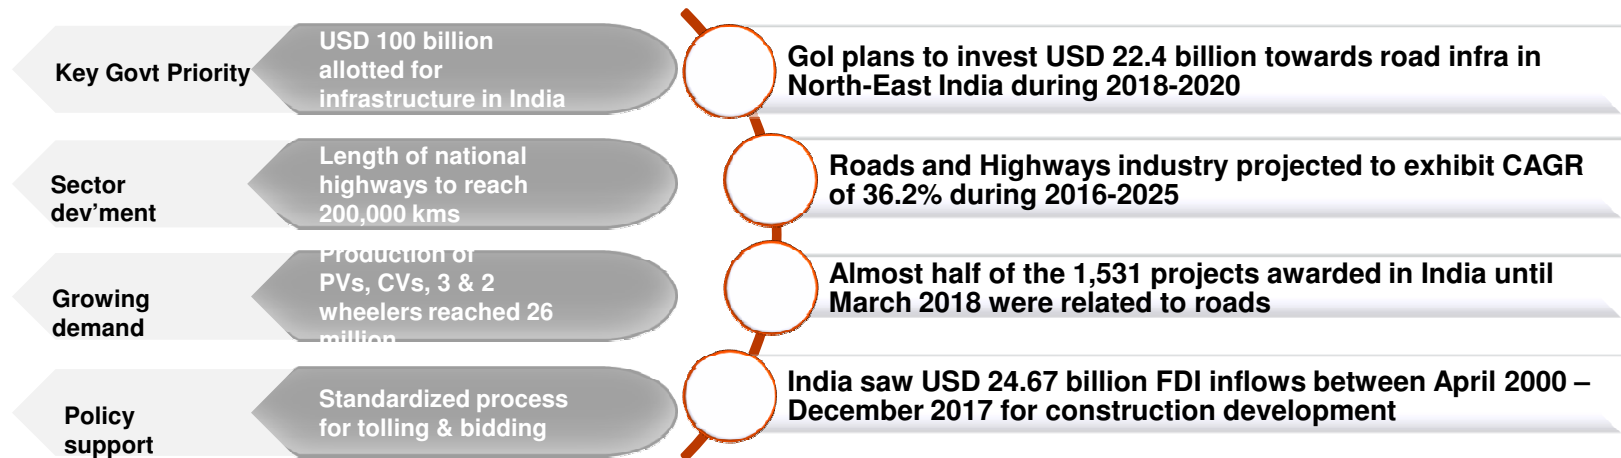 Key Govt Priority
USD 100 billion
allotted for
infrastructure in India
GoI plans to invest USD 22.4 billion towards road infra in
North-East India during 2018-2020
Sector
dev’ment
Length of national
highways to reach
200,000 kms
Roads and Highways industry projected to exhibit CAGR
of 36.2% during 2016-2025
Growing
demand
Production of
PVs, CVs, 3 & 2
wheelers reached 26
million
Almost half of the 1,531 projects awarded in India until
March 2018 were related to roads
Policy
support
Standardized process
for tolling & bidding
India saw USD 24.67 billion FDI inflows between April 2000 –
December 2017 for construction development